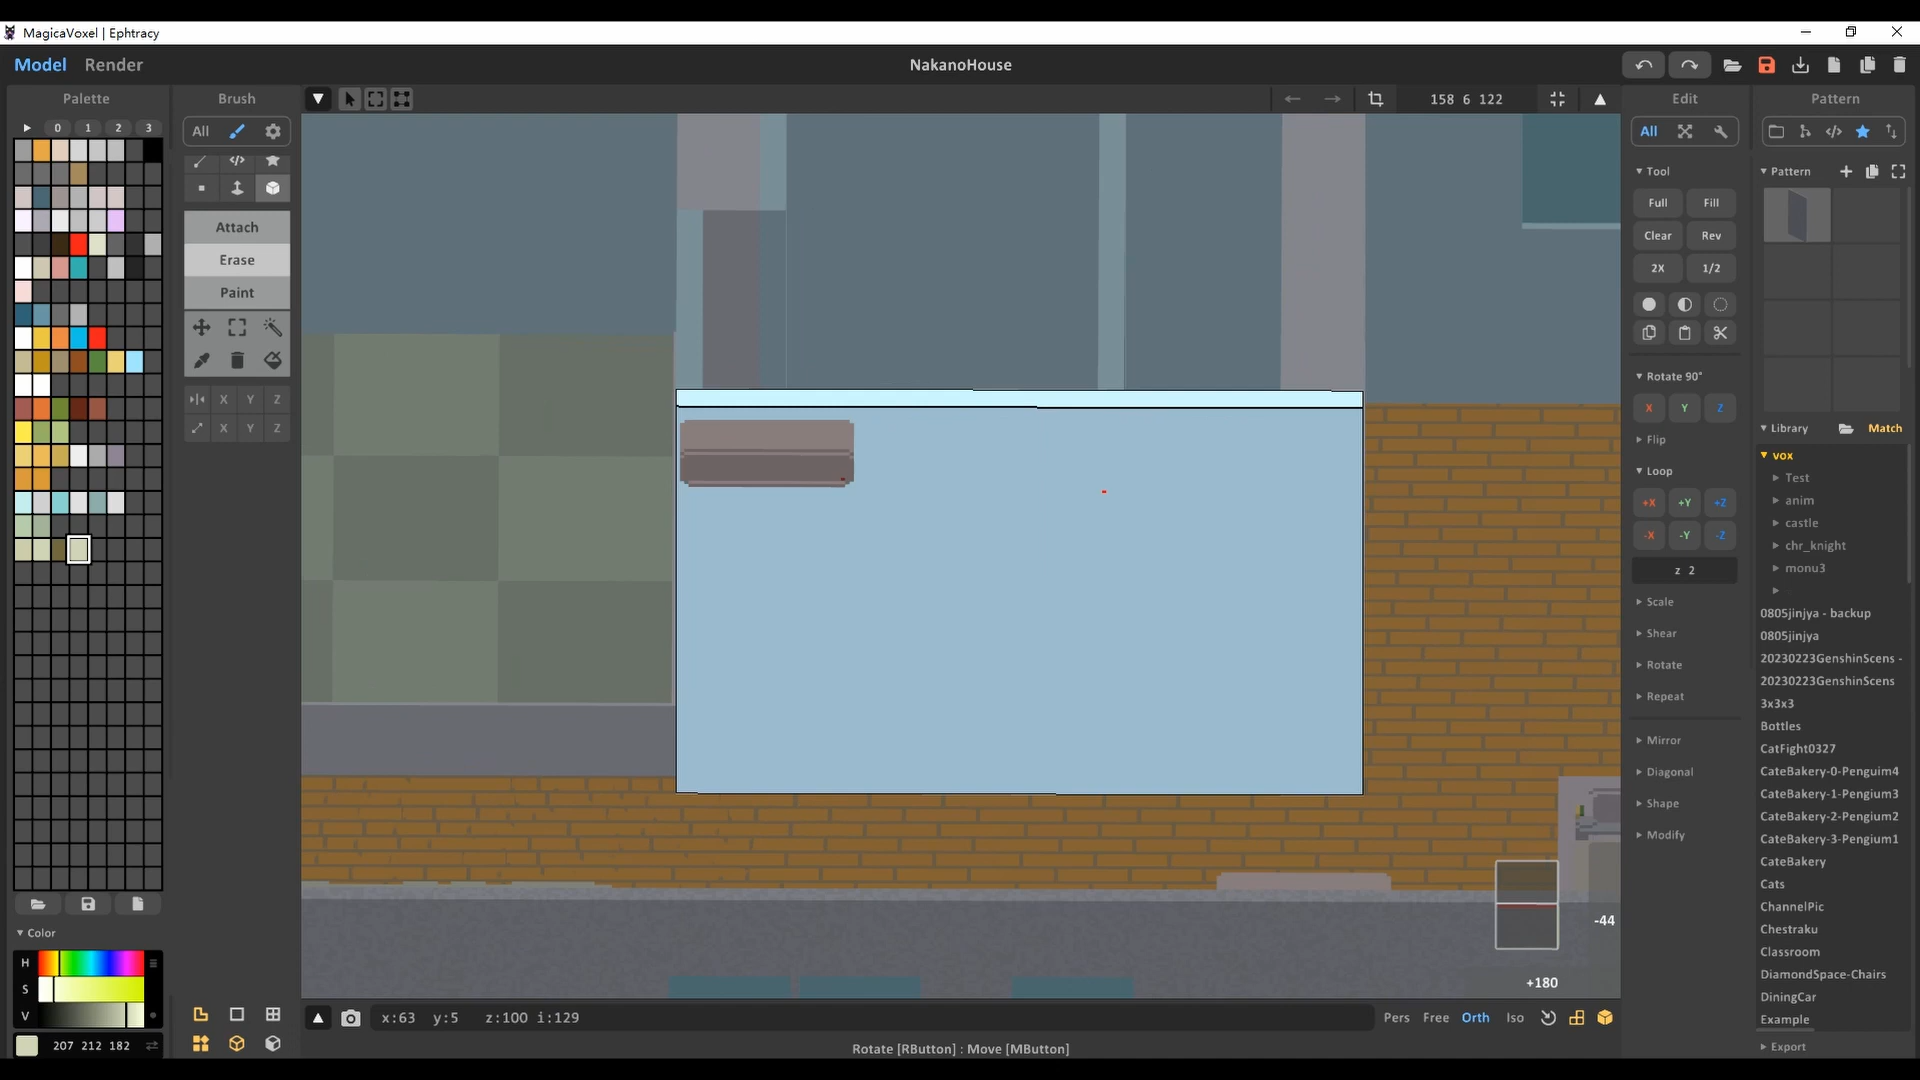 MagicaVoxel | Ephtracy
Model Render
NakanoHouse
Palette
Brush
158 6 122
Edit
Pattern
0 1 2 3
All
All
Tool
Pattern
Full Fill
Attach
Clear Rev
Erase
2X 1/2
Paint
Rotate 90°
X Y Z
X Y Z
X Y Z
Library Match
Flip
vox
Loop
Test
+X +Y +Z
anim
castle
-X -Y -Z
chr_knight
z 2
monu3
Scale
0805jinjya - backup
Shear
0805jinjya
Rotate
20230223GenshinScens -
20230223GenshinScens
Repeat
3x3x3
Bottles
Mirror
CatFight0327
Diagonal
CateBakery-0-Penguim4
CateBakery-1-Pengium3
Shape
CateBakery-2-Pengium2
Modify
CateBakery-3-Pengium1
CateBakery
Cats
ChannelPic
-44
Chestraku
Color
Classroom
H
DiamondSpace-Chairs
S
+180
DiningCar
V
x:63 y:5 z:100 i:129
Pers Free Orth Iso
Example
207 212 182
Rotate [RButton] : Move [MButton]
Export